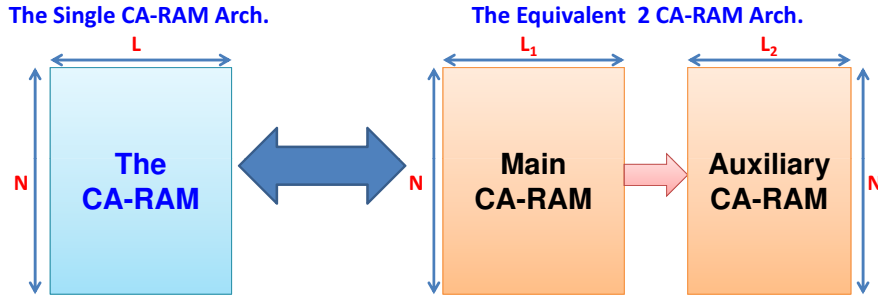 The Single CA-RAM Arch.
L
N
The
CA-RAM
The Equivalent 2 CA-RAM Arch.
L₁
L₂
N
Main
CA-RAM
Auxiliary
CA-RAM
N